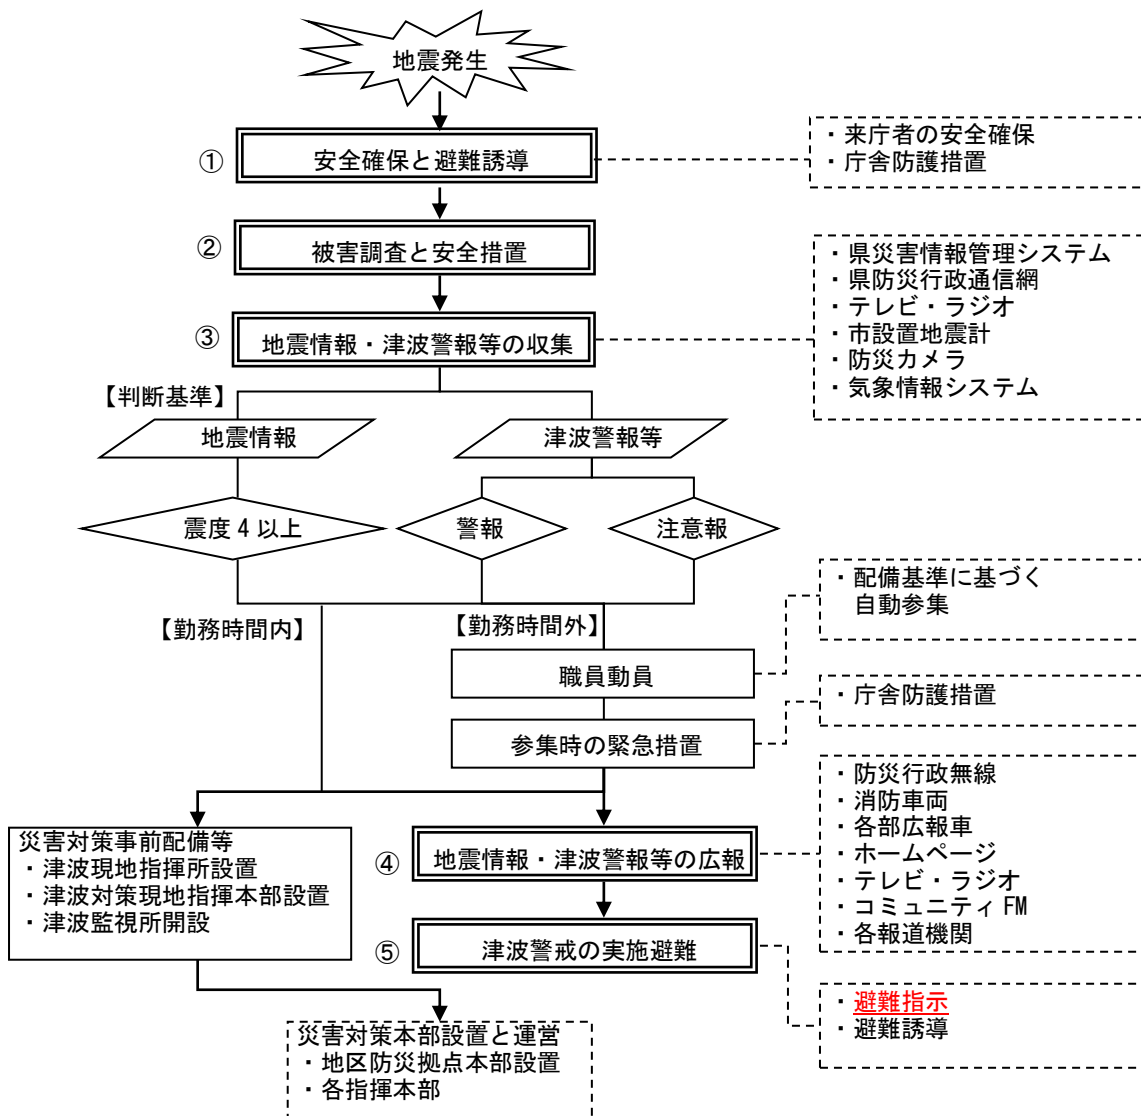 地震発生
① 安全確保と避難誘導
・来庁者の安全確保
・庁舎防護措置
② 被害調査と安全措置
③ 地震情報・津波警報等の収集
・県災害情報管理システム
・県防災行政通信網
・テレビ・ラジオ
・市設置地震計
・防災カメラ
・気象情報システム
【判断基準】
地震情報
津波警報等
震度4以上
警報
注意報
【勤務時間内】
【勤務時間外】
職員動員
・配備基準に基づく
自動参集
参集時の緊急措置
・庁舎防護措置
災害対策事前配備等
・津波現地指揮所設置
・津波対策現地指揮本部設置
・津波監視所開設
④ 地震情報・津波警報等の広報
・防災行政無線
・消防車両
・各部広報車
・ホームページ
・テレビ・ラジオ
・コミュニティFM
・各報道機関
⑤ 津波警戒の実施避難
・避難指示
・避難誘導
災害対策本部設置と運営
・地区防災拠点本部設置
・各指揮本部